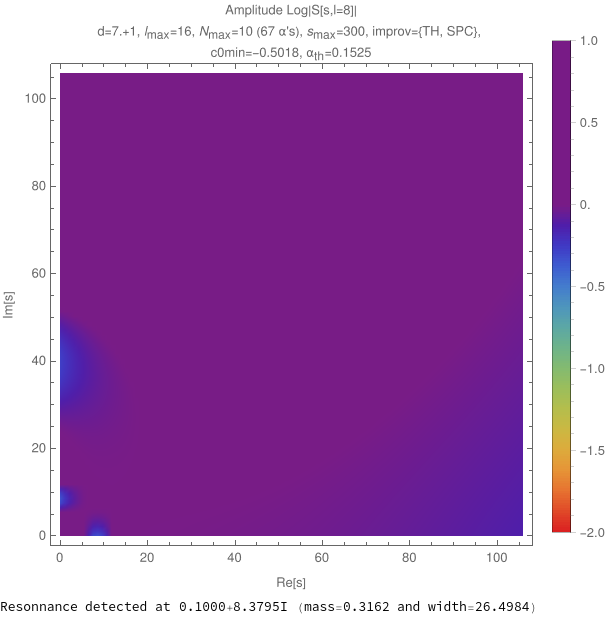 Amplitude Log|S[s,l=8]|
d=7.+1, lmax=16, Nmax=10 (67 α's), smax=300, improv={TH, SPC},
c0min=-0.5018, αth=0.1525
1.0
0.5
0.
-0.5
-1.0
-1.5
-2.0
Im[s]
100
80
60
40
20
0
0 20 40 60 80 100
Re[s]
Resonnance detected at 0.1000+8.3795I (mass=0.3162 and width=26.4984)